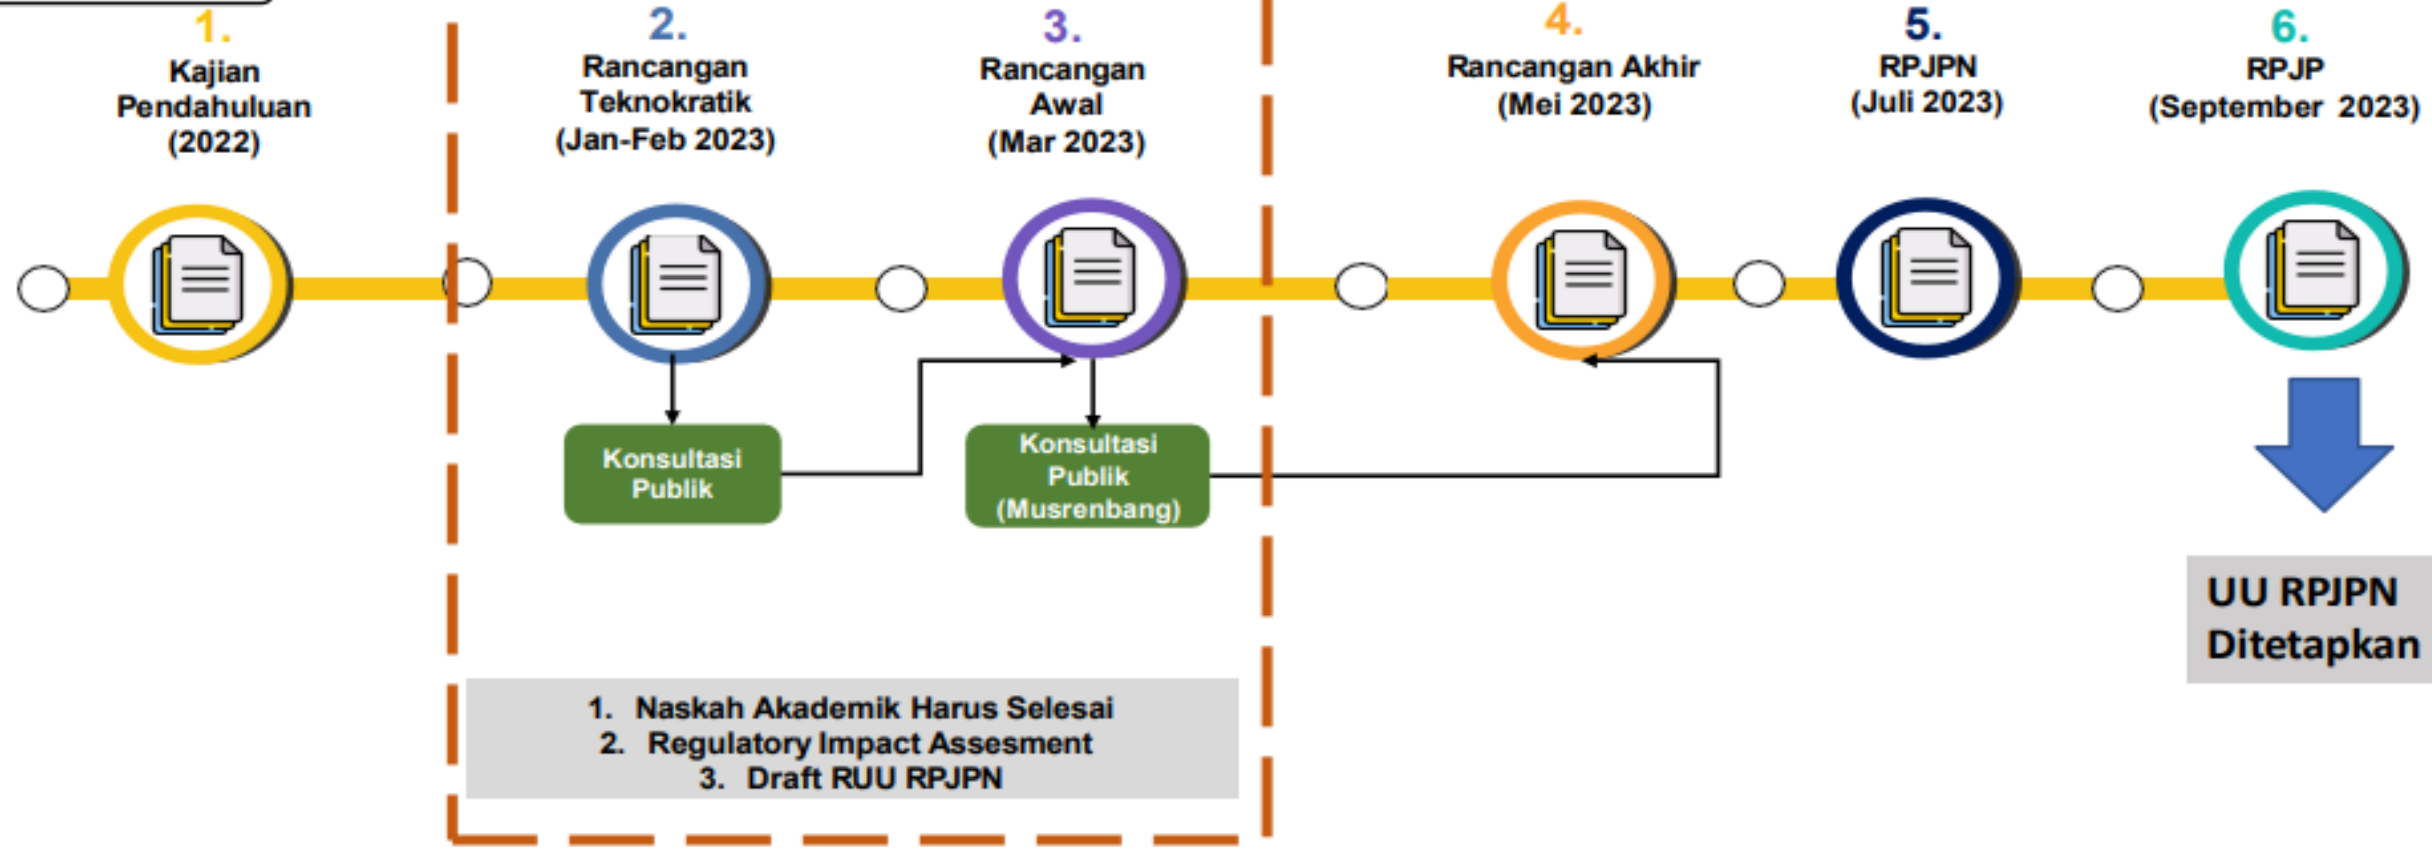 1.
Kajian
Pendahuluan
(2022)
2.
Rancangan
Teknokratik
(Jan-Feb 2023)
3.
Rancangan
Awal
(Mar 2023)
4.
Rancangan Akhir
(Mei 2023)
5.
RPJPN
(Juli 2023)
6.
RPJP
(September 2023)
Konsultasi
Publik
Konsultasi
Publik
(Musrenbang)
UU RPJPN
Ditetapkan
1. Naskah Akademik Harus Selesai
2. Regulatory Impact Assesment
3. Draft RUU RPJPN